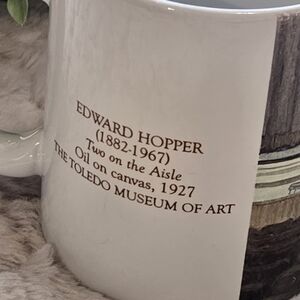 EDWARD HOPPER
(1882-1967)
Two on the Aisle
Oil on canvas, 1927
THE TOLEDO MUSEUM OF ART